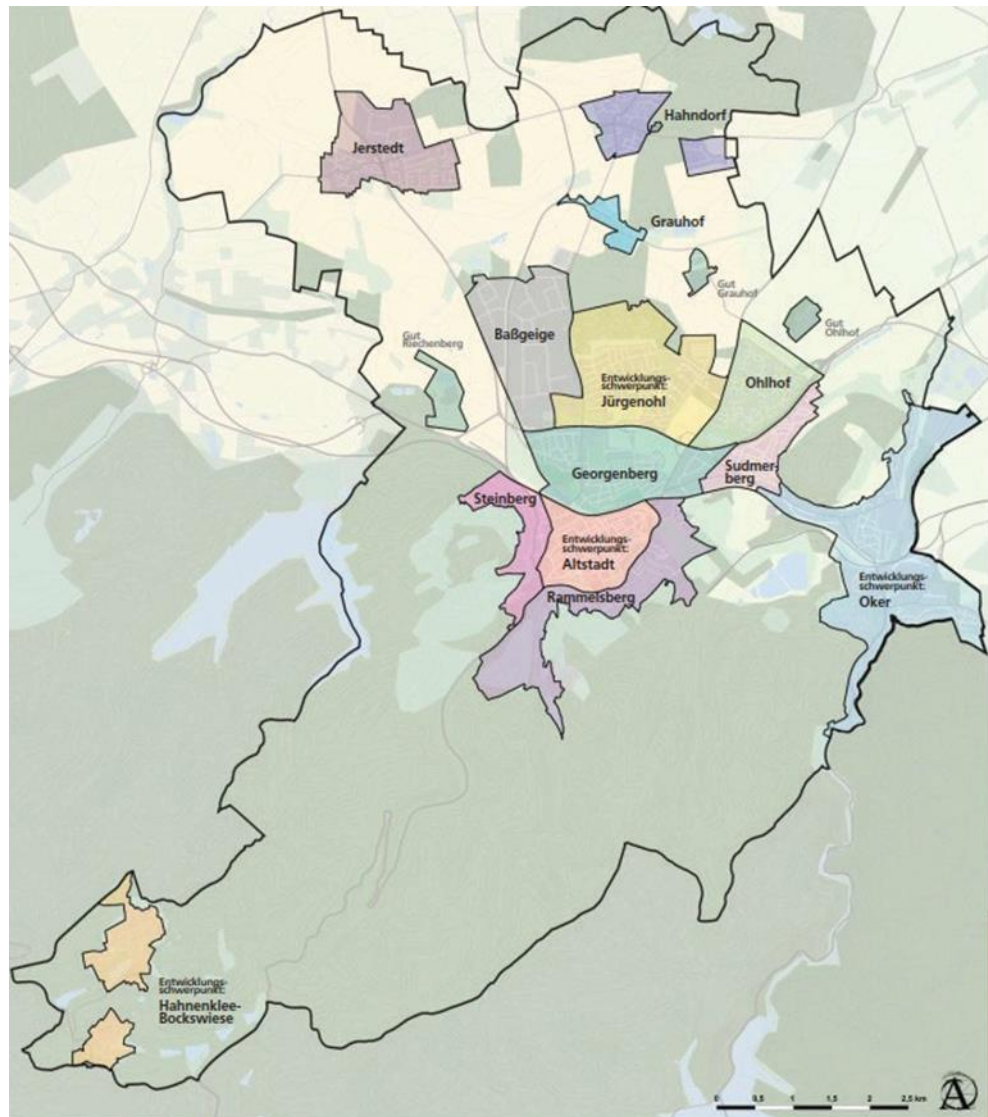 Jerstedt
Hahndorf
Grauhof
Gut
Grauhof
Gut
Ohlhof
Gut
Riechenberg
Baßgeige
Entwicklungs-
schwerpunkt:
Jürgenohl
Ohlhof
Georgenberg
Sudmer-
berg
Steinberg
Entwicklungs-
schwerpunkt:
Altstadt
Rammelsberg
Entwicklungs-
schwerpunkt:
Oker
Entwicklungs-
schwerpunkt:
Hahnenklee-
Bockswiese
0 0,5 1 1,5 2 2,5 km
A